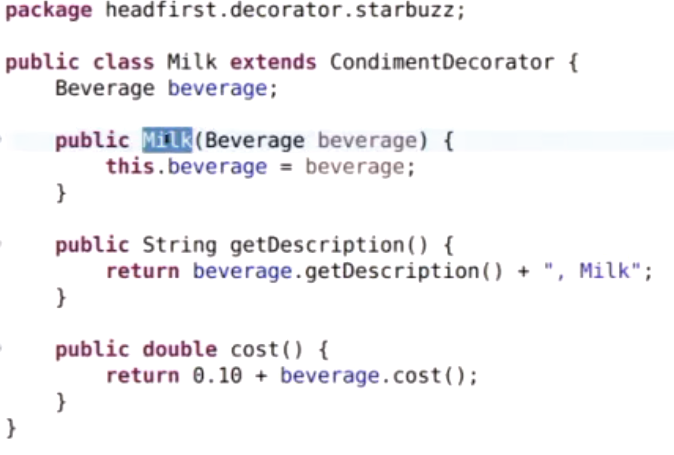 package headfirst.decorator.starbuzz;
public class Milk extends CondimentDecorator {
Beverage beverage;
public Milk(Beverage beverage) {
this.beverage = beverage;
}
public String getDescription() {
return beverage.getDescription() + ", Milk";
}
public double cost() {
return 0.10 + beverage.cost();
}
}